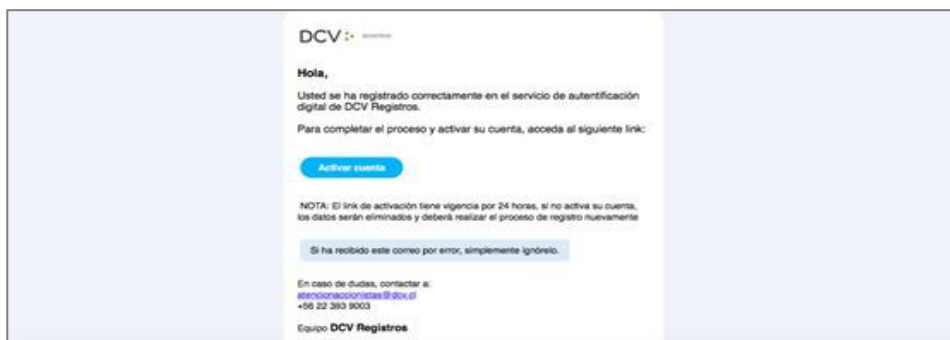 DCV REGISTROS
Hola,
Usted se ha registrado correctamente en el servicio de autentificación
digital de DCV Registros.
Para completar el proceso y activar su cuenta, acceda al siguiente link:
Activar cuenta
NOTA: El link de activación tiene vigencia por 24 horas, si no activa su cuenta,
los datos serán eliminados y deberá realizar el proceso de registro nuevamente
Si ha recibido este correo por error, simplemente ignórelo.
En caso de dudas, contactar a:
atencionaccionistas@dcv.cl
+56 22 393 9003
Equipo DCV Registros